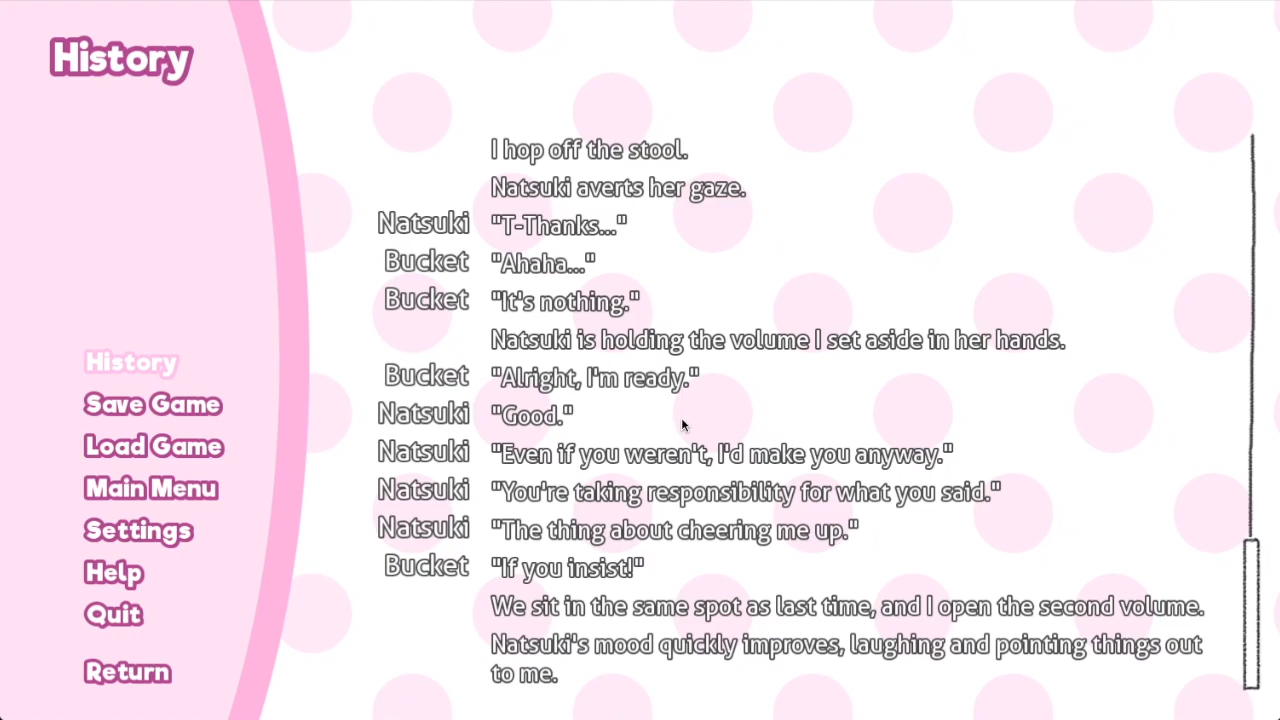 History
I hop off the stool.
Natsuki averts her gaze.
Natsuki "T-Thanks..."
Bucket "Ahaha..."
Bucket "It's nothing."
Natsuki is holding the volume I set aside in her hands.
Bucket "Alright, I'm ready."
Natsuki "Good."
Natsuki "Even if you weren't, I'd make you anyway."
Natsuki "You're taking responsibility for what you said."
Natsuki "The thing about cheering me up."
Bucket "If you insist!"
We sit in the same spot as last time, and I open the second volume.
Natsuki's mood quickly improves, laughing and pointing things out
to me.
History
Save Game
Load Game
Main Menu
Settings
Help
Quit
Return